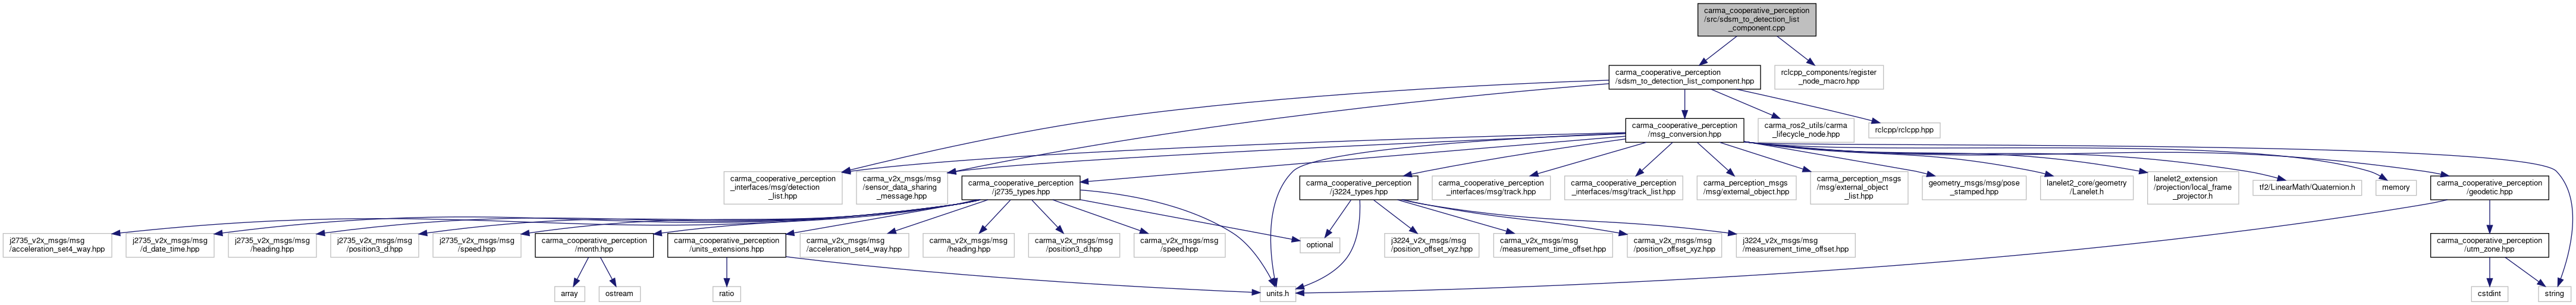 carma_cooperative_perception
/src/sdsm_to_detection_list
_component.cpp
carma_cooperative_perception
/sdsm_to_detection_list_component.hpp
rclcpp_components/register
_node_macro.hpp
carma_cooperative_perception
/msg_conversion.hpp
carma_ros2_utils/carma
_lifecycle_node.hpp
rclcpp/rclcpp.hpp
carma_cooperative_perception
_interfaces/msg/detection
_list.hpp
carma_v2x_msgs/msg
/sensor_data_sharing
_message.hpp
carma_cooperative_perception
/j2735_types.hpp
carma_cooperative_perception
/j3224_types.hpp
carma_cooperative_perception
_interfaces/msg/track.hpp
carma_cooperative_perception
_interfaces/msg/track_list.hpp
carma_perception_msgs
/msg/external_object.hpp
carma_perception_msgs
/msg/external_object
_list.hpp
geometry_msgs/msg/pose
_stamped.hpp
lanelet2_core/geometry
/Lanelet.h
lanelet2_extension
/projection/local_frame
_projector.h
tf2/LinearMath/Quaternion.h
memory
carma_cooperative_perception
/geodetic.hpp
j2735_v2x_msgs/msg
/acceleration_set4_way.hpp
j2735_v2x_msgs/msg
/d_date_time.hpp
j2735_v2x_msgs/msg
/heading.hpp
j2735_v2x_msgs/msg
/position3_d.hpp
j2735_v2x_msgs/msg
/speed.hpp
carma_cooperative_perception
/month.hpp
carma_cooperative_perception
/units_extensions.hpp
carma_v2x_msgs/msg
/acceleration_set4_way.hpp
carma_v2x_msgs/msg
/heading.hpp
carma_v2x_msgs/msg
/position3_d.hpp
carma_v2x_msgs/msg
/speed.hpp
optional
j3224_v2x_msgs/msg
/position_offset_xyz.hpp
carma_v2x_msgs/msg
/measurement_time_offset.hpp
carma_v2x_msgs/msg
/position_offset_xyz.hpp
j3224_v2x_msgs/msg
/measurement_time_offset.hpp
carma_cooperative_perception
/utm_zone.hpp
array
ostream
ratio
units.h
cstdint
string